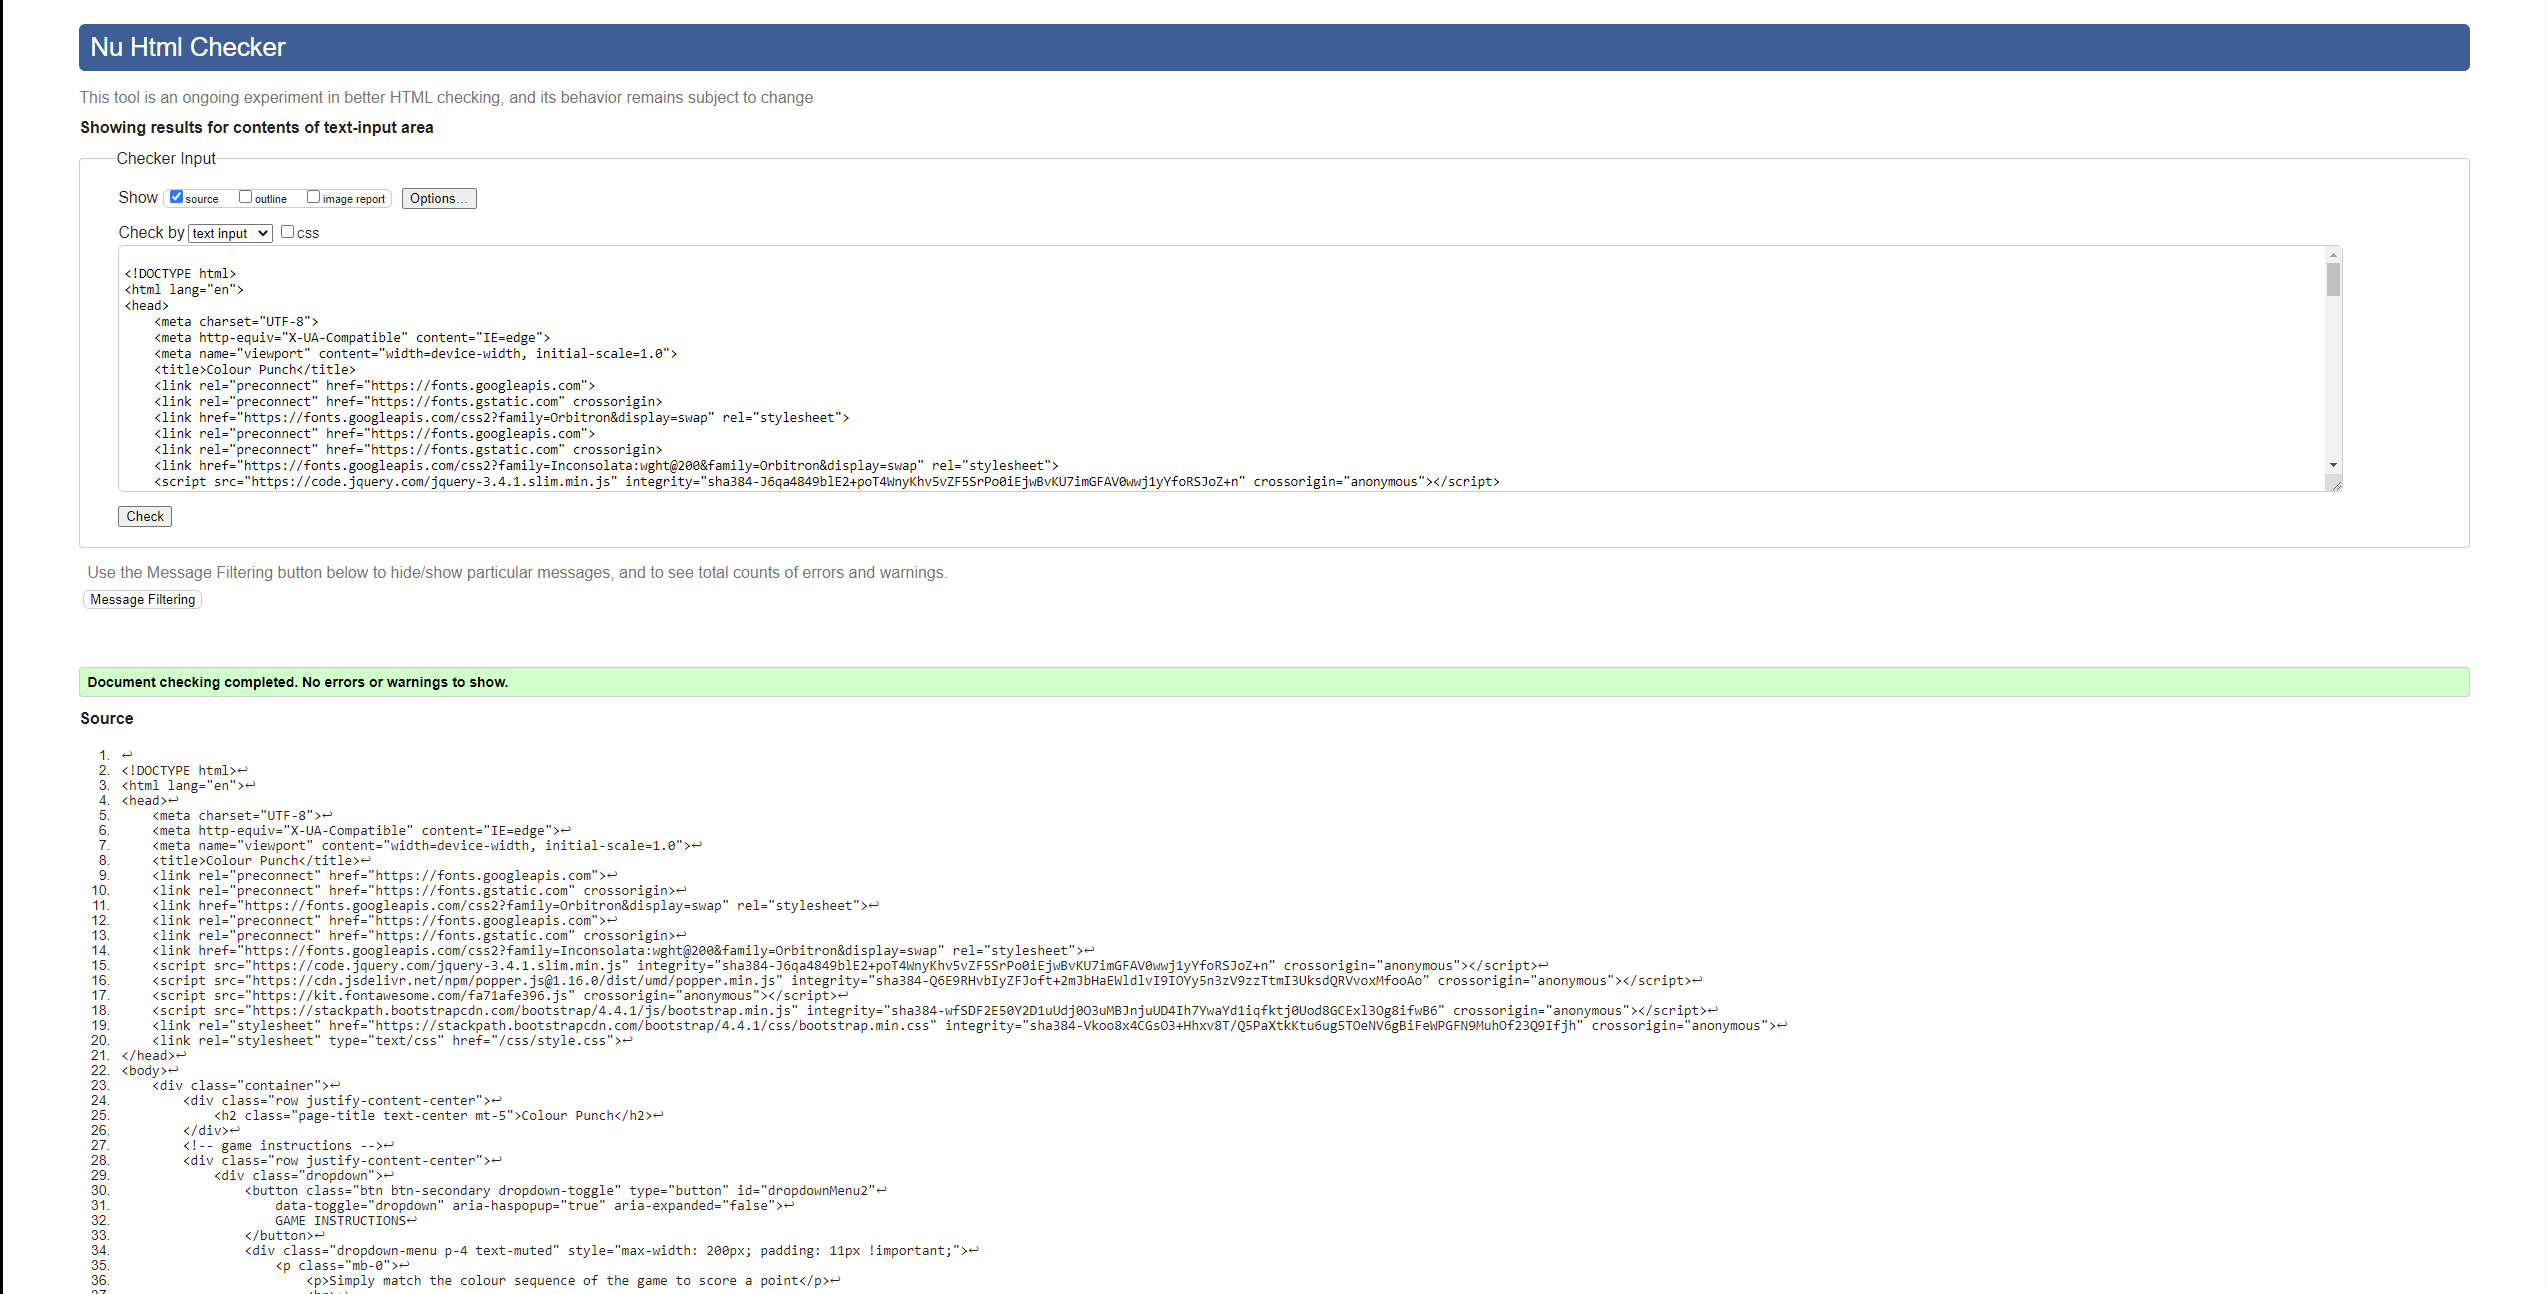 Nu Html Checker
This tool is an ongoing experiment in better HTML checking, and its behavior remains subject to change
Showing results for contents of text-input area
Checker Input
Show source outline image report Options...
Check by text input css
<!DOCTYPE html>
<html lang="en">
<head>
    <meta charset="UTF-8">
    <meta http-equiv="X-UA-Compatible" content="IE=edge">
    <meta name="viewport" content="width=device-width, initial-scale=1.0">
    <title>Colour Punch</title>
    <link rel="preconnect" href="https://fonts.googleapis.com">
    <link rel="preconnect" href="https://fonts.gstatic.com" crossorigin>
    <link href="https://fonts.googleapis.com/css2?family=Orbitron&display=swap" rel="stylesheet">
    <link rel="preconnect" href="https://fonts.googleapis.com">
    <link rel="preconnect" href="https://fonts.gstatic.com" crossorigin>
    <link href="https://fonts.googleapis.com/css2?family=Inconsolata:wght@200&family=Orbitron&display=swap" rel="stylesheet">
    <script src="https://code.jquery.com/jquery-3.4.1.slim.min.js" integrity="sha384-J6qa4849blE2+poT4WnyKhv5vZF5SrPo0iEjwBvKU7imGFAV0wwj1yYfoRSJoZ+n" crossorigin="anonymous"></script>
Check
Use the Message Filtering button below to hide/show particular messages, and to see total counts of errors and warnings.
Message Filtering
Document checking completed. No errors or warnings to show.
Source
1. ↩
2. <!DOCTYPE html>↩
3. <html lang="en">↩
4. <head>↩
5.     <meta charset="UTF-8">↩
6.     <meta http-equiv="X-UA-Compatible" content="IE=edge">↩
7.     <meta name="viewport" content="width=device-width, initial-scale=1.0">↩
8.     <title>Colour Punch</title>↩
9.     <link rel="preconnect" href="https://fonts.googleapis.com">↩
10.     <link rel="preconnect" href="https://fonts.gstatic.com" crossorigin>↩
11.     <link href="https://fonts.googleapis.com/css2?family=Orbitron&display=swap" rel="stylesheet">↩
12.     <link rel="preconnect" href="https://fonts.googleapis.com">↩
13.     <link rel="preconnect" href="https://fonts.gstatic.com" crossorigin>↩
14.     <link href="https://fonts.googleapis.com/css2?family=Inconsolata:wght@200&family=Orbitron&display=swap" rel="stylesheet">↩
15.     <script src="https://code.jquery.com/jquery-3.4.1.slim.min.js" integrity="sha384-J6qa4849blE2+poT4WnyKhv5vZF5SrPo0iEjwBvKU7imGFAV0wwj1yYfoRSJoZ+n" crossorigin="anonymous"></script>↩
16.     <script src="https://cdn.jsdelivr.net/npm/popper.js@1.16.0/dist/umd/popper.min.js" integrity="sha384-Q6E9RHvbIyZFJoft+2mJbHaEWldlvI9IOYy5n3zV9zzTtmI3UksdQRVvoxMfooAo" crossorigin="anonymous"></script>↩
17.     <script src="https://kit.fontawesome.com/fa71afe396.js" crossorigin="anonymous"></script>↩
18.     <script src="https://stackpath.bootstrapcdn.com/bootstrap/4.4.1/js/bootstrap.min.js" integrity="sha384-wfSDF2E50Y2D1uUdj0O3uMBJnjuUD4Ih7YwaYd1iqfktj0Uod8GCExl3Og8ifwB6" crossorigin="anonymous"></script>↩
19.     <link rel="stylesheet" href="https://stackpath.bootstrapcdn.com/bootstrap/4.4.1/css/bootstrap.min.css" integrity="sha384-Vkoo8x4CGsO3+Hhxv8T/Q5PaXtkKtu6ug5TOeNV6gBiFeWPGFN9MuhOf23Q9Ifjh" crossorigin="anonymous">↩
20.     <link rel="stylesheet" type="text/css" href="/css/style.css">↩
21. </head>↩
22. <body>↩
23.     <div class="container">↩
24.         <div class="row justify-content-center">↩
25.             <h2 class="page-title text-center mt-5">Colour Punch</h2>↩
26.         </div>↩
27.         <!-- game instructions -->↩
28.         <div class="row justify-content-center">↩
29.             <div class="dropdown">↩
30.                 <button class="btn btn-secondary dropdown-toggle" type="button" id="dropdownMenu2"↩
31.                     data-toggle="dropdown" aria-haspopup="true" aria-expanded="false">↩
32.                     GAME INSTRUCTIONS↩
33.                 </button>↩
34.                 <div class="dropdown-menu p-4 text-muted" style="max-width: 200px; padding: 11px !important;">↩
35.                     <p class="mb-0">↩
36.                         <p>Simply match the colour sequence of the game to score a point</p>↩